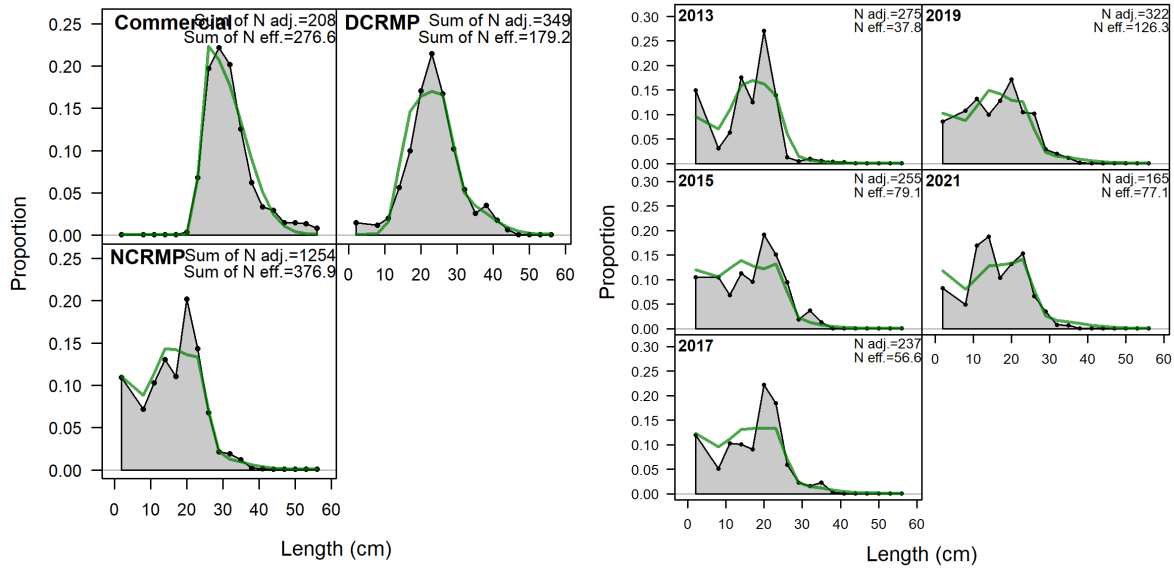 Commercial
Sum of N adj.=208
Sum of N eff.=276.6
DCRMP
Sum of N adj.=349
Sum of N eff.=179.2
NCRMP
Sum of N adj.=1254
Sum of N eff.=376.9
0.25
0.20
0.15
0.10
0.05
0.00
0.25
0.20
0.15
0.10
0.05
0.00
0 10 20 30 40 50 60
0 10 20 30 40 50 60
Proportion
Length (cm)
2013
N adj.=275
N eff.=37.8
2019
N adj.=322
N eff.=126.3
2015
N adj.=255
N eff.=79.1
2021
N adj.=165
N eff.=77.1
2017
N adj.=237
N eff.=56.6
0.30
0.25
0.20
0.15
0.10
0.05
0.00
0.30
0.25
0.20
0.15
0.10
0.05
0.00
0.30
0.25
0.20
0.15
0.10
0.05
0.00
0 10 20 30 40 50 60
0 10 20 30 40 50 60
Proportion
Length (cm)